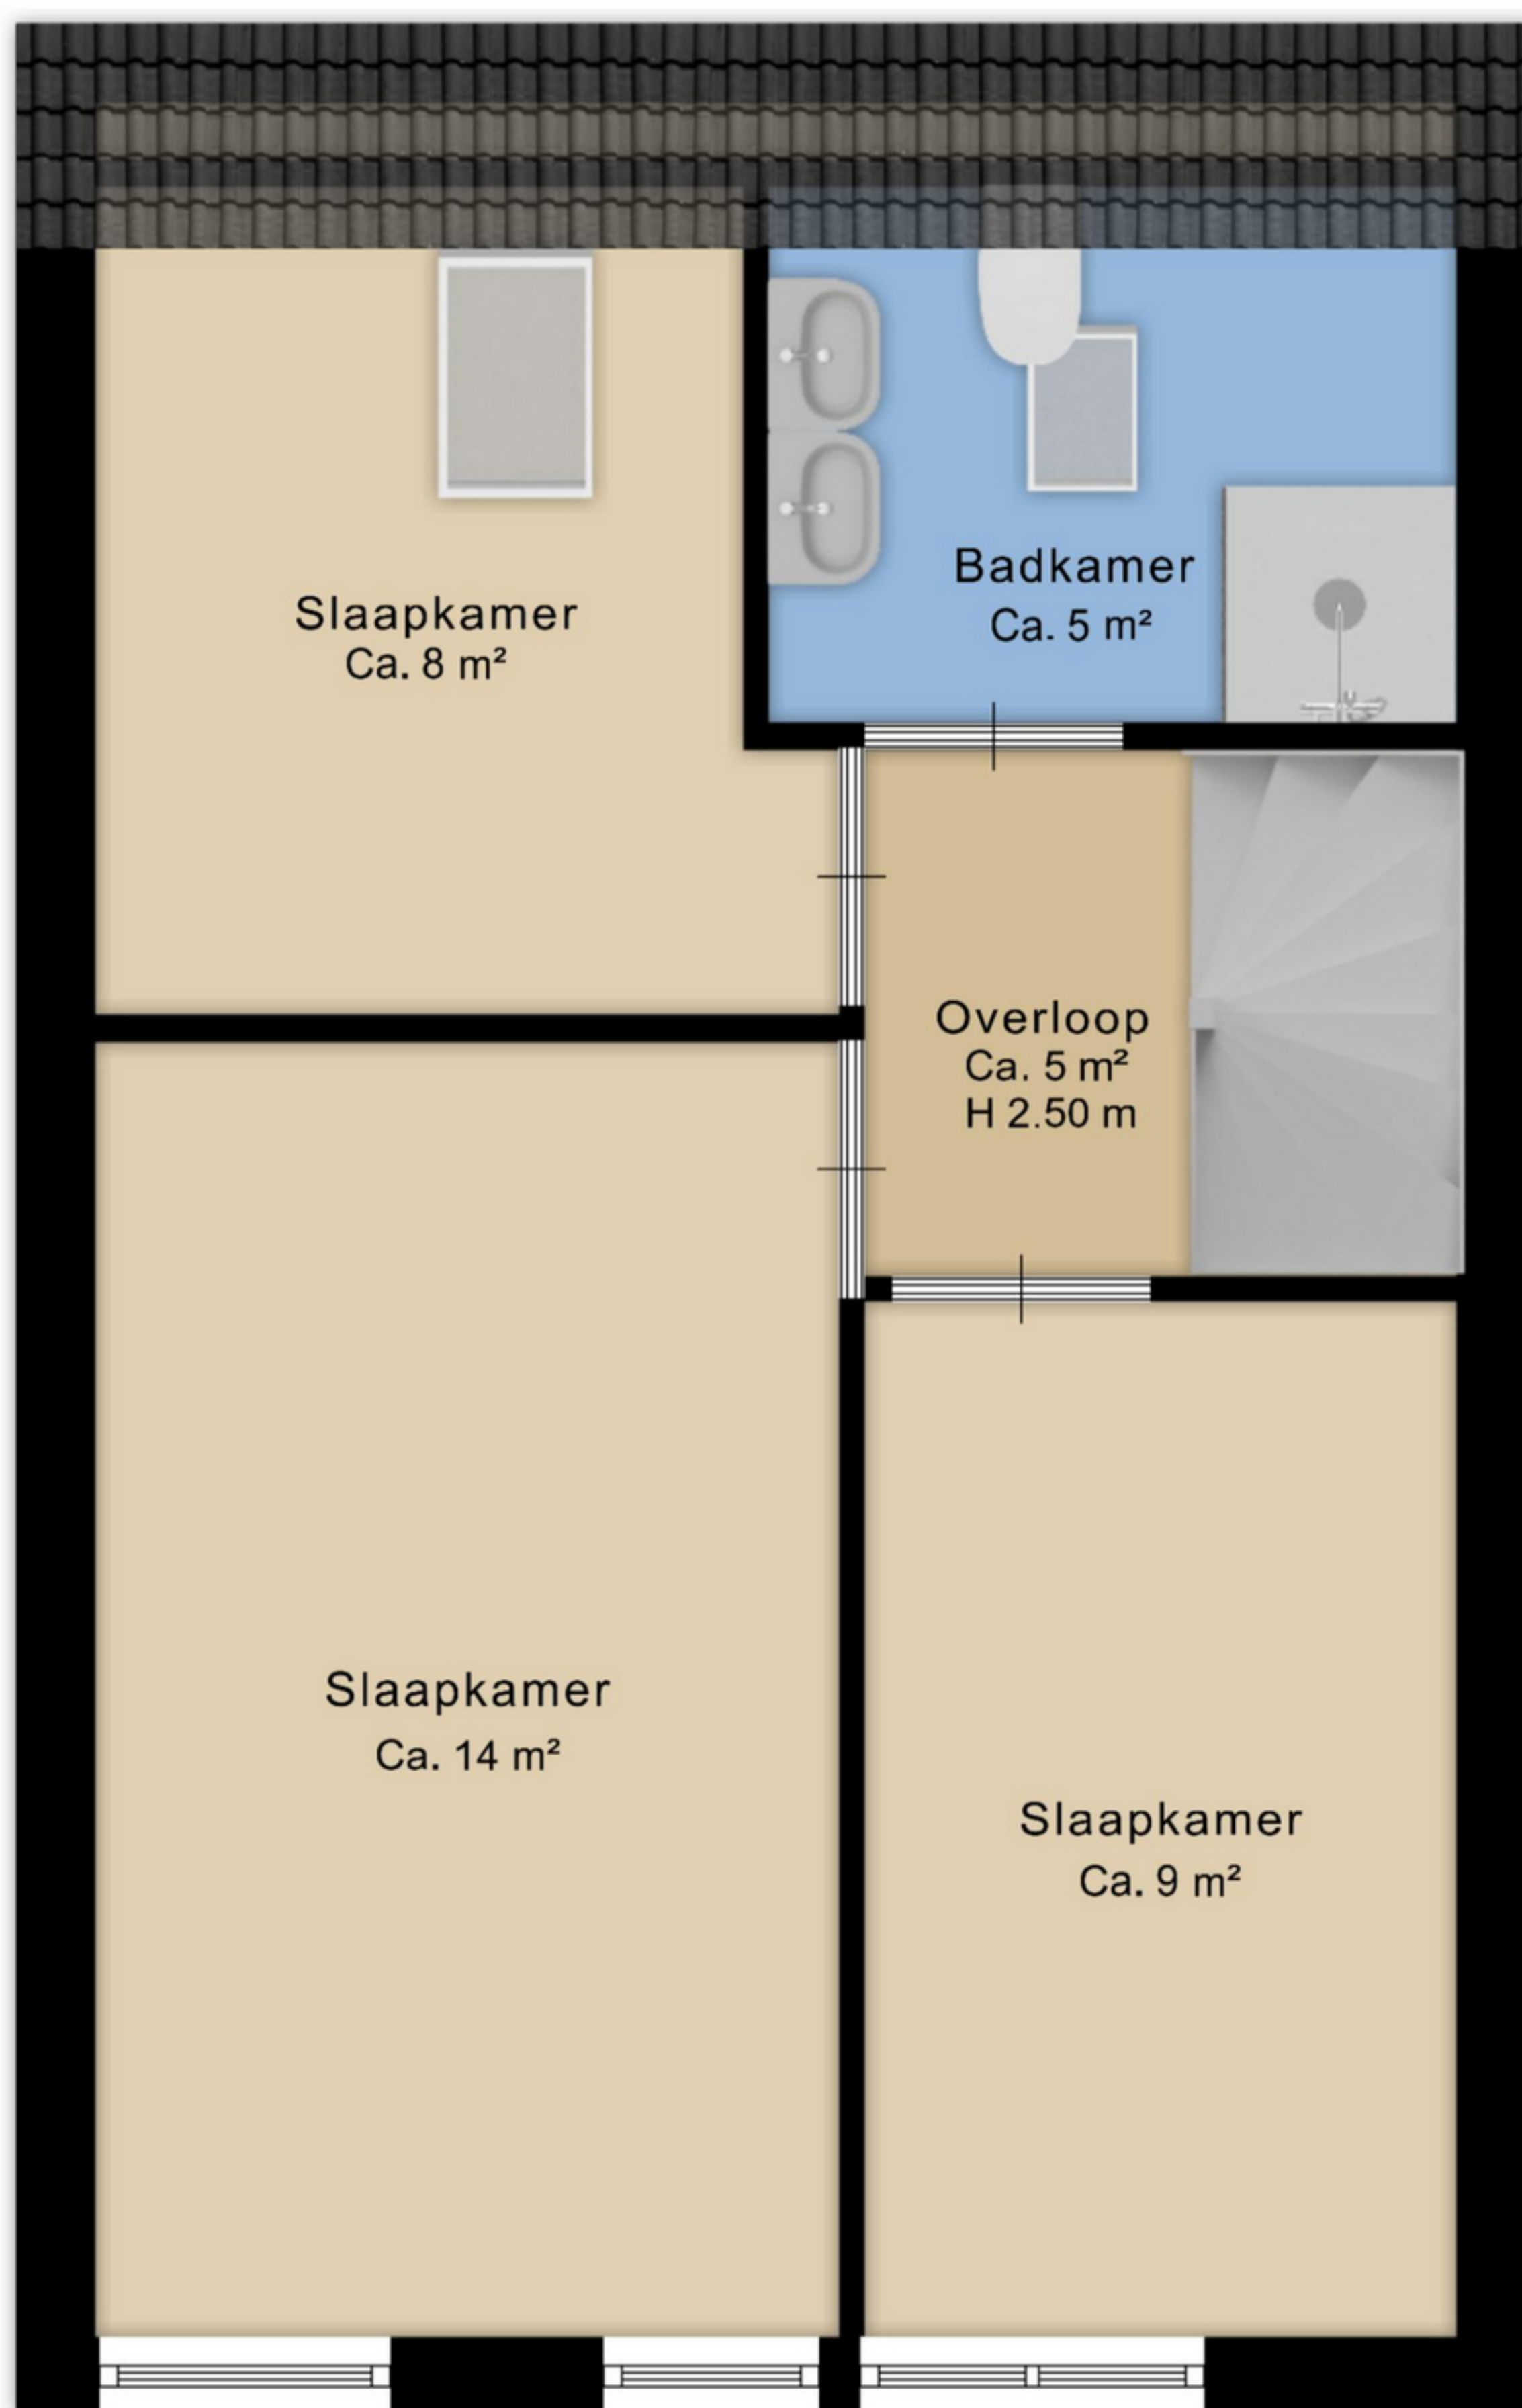 Slaapkamer
Ca. 8 m²
Badkamer
Ca. 5 m²
Overloop
Ca. 5 m²
H 2.50 m
Slaapkamer
Ca. 14 m²
Slaapkamer
Ca. 9 m²